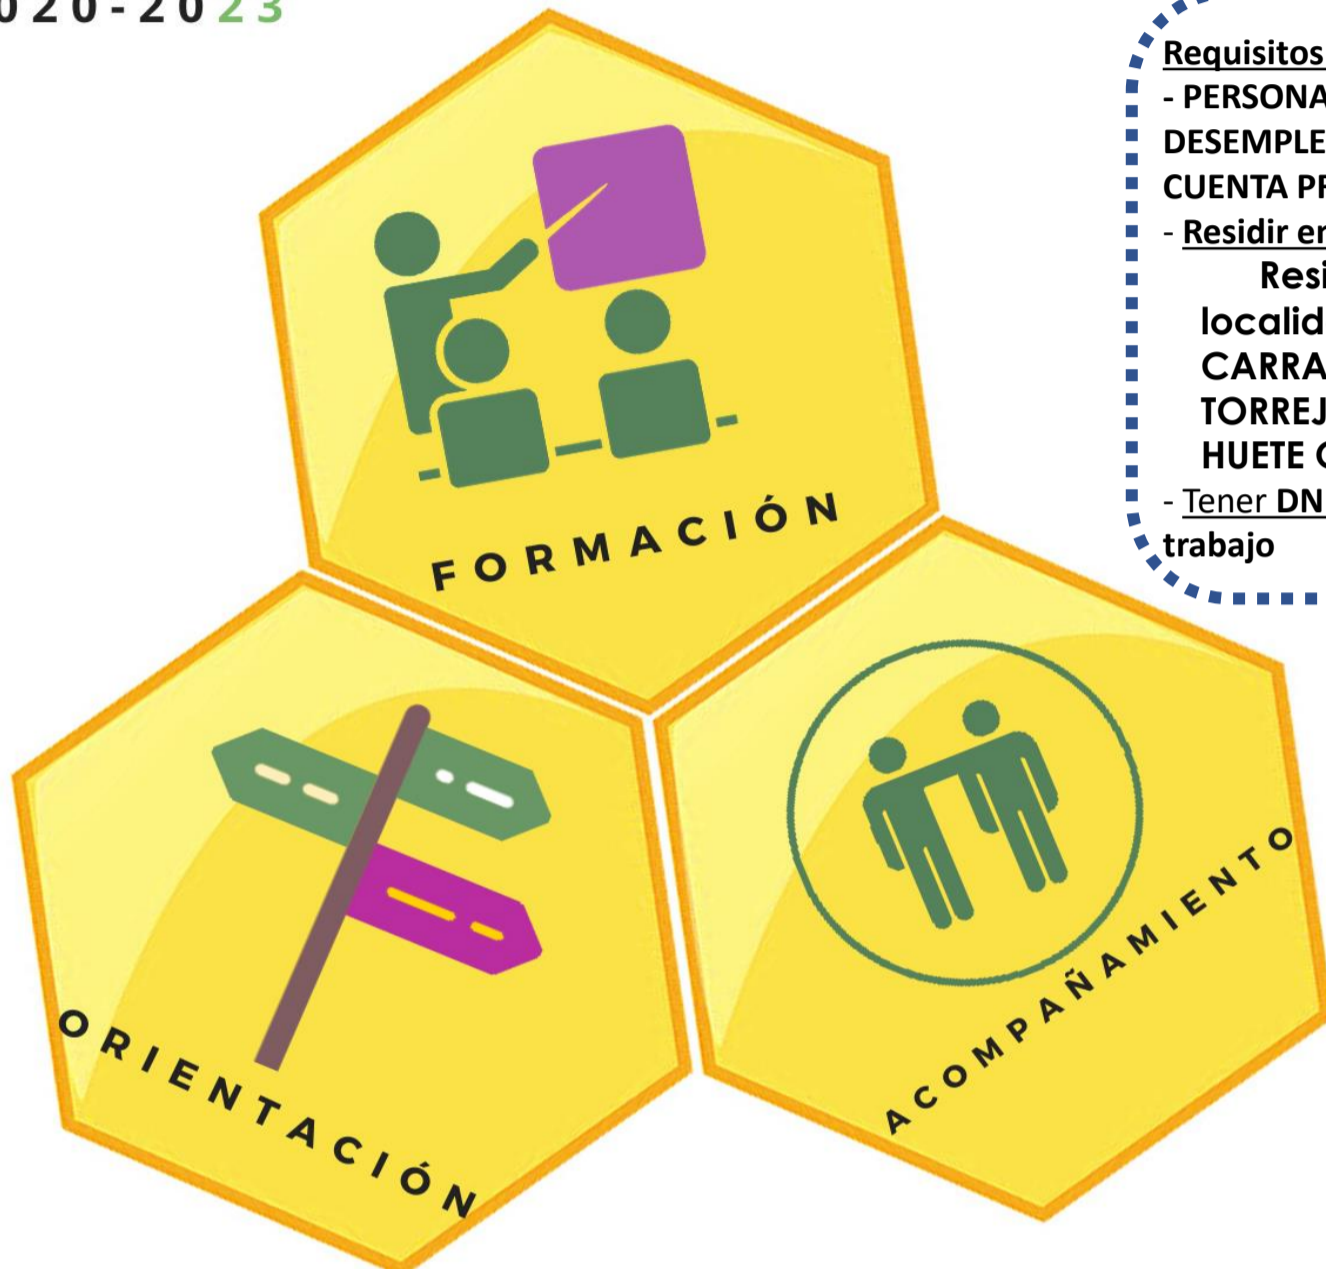 020-2023
Requisitos
- PERSONA
DESEMPLE
CUENTA PR
- Residir en
Resi
localid
CARRA
TORREJ
HUETE
- Tener DN
trabajo
FORMACIÓN
ORIENTACIÓN
ACOMPAÑAMIENTO